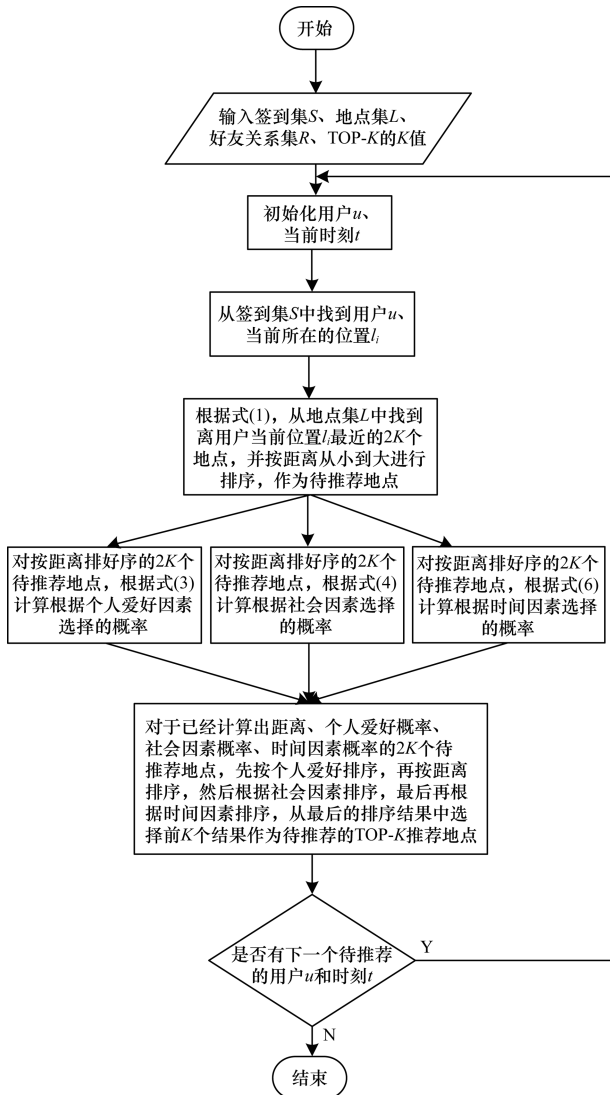 开始
输入签到集S、地点集L、
好友关系集R、TOP-K的K值
初始化用户u、
当前时刻t
从签到集S中找到用户u、
当前所在的位置lᵢ
根据式(1)，从地点集L中找到
离用户当前位置lᵢ最近的2K个
地点，并按距离从小到大进行
排序，作为待推荐地点
对按距离排好序的2K个
待推荐地点，根据式(3)
计算根据个人爱好因素
选择的概率
对按距离排好序的2K个
待推荐地点，根据式(4)
计算根据社会因素选择
的概率
对按距离排好序的2K个
待推荐地点，根据式(6)
计算根据时间因素选择
的概率
对于已经计算出距离、个人爱好概率、
社会因素概率、时间因素概率的2K个待
推荐地点，先按个人爱好排序，再按距离
排序，然后根据社会因素排序，最后再根
据时间因素排序，从最后的排序结果中选
择前K个结果作为待推荐的TOP-K推荐地点
是否有下一个待推荐
的用户u和时刻t
Y
N
结束